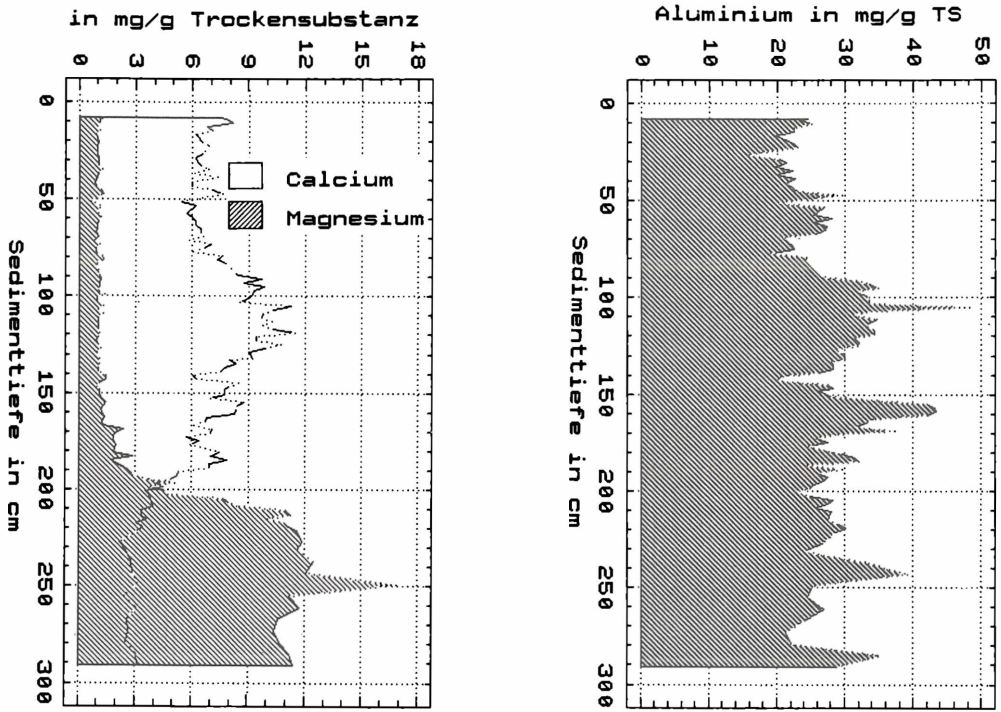 in mg/g Trockensubstanz
0 3 6 9 12 15 18
0 50 100 150 200 250 300
Sedimenttiefe in cm
Calcium
Magnesium
Aluminium in mg/g TS
0 10 20 30 40 50
0 50 100 150 200 250 300
Sedimenttiefe in cm